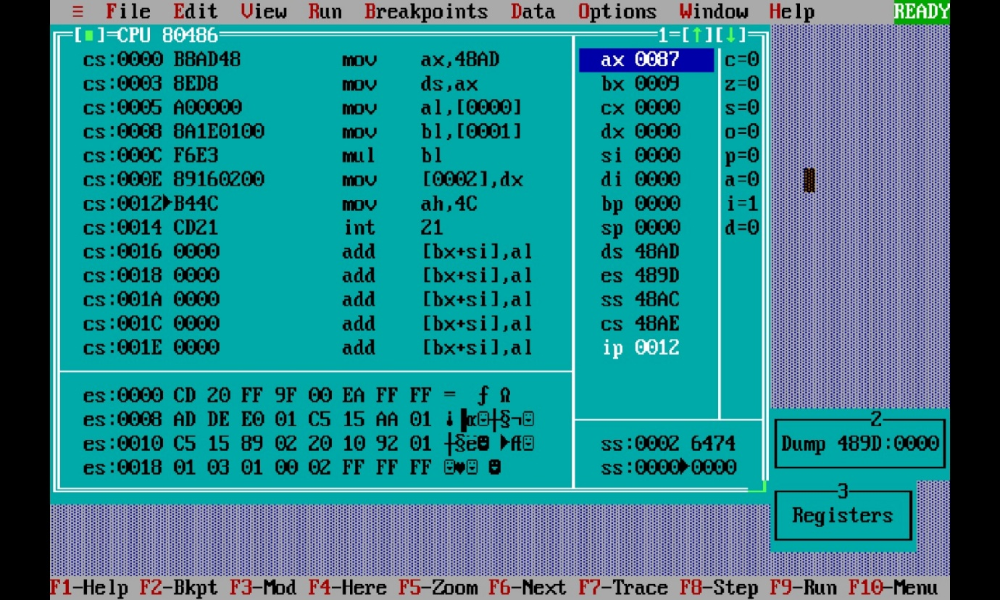 ≡ File Edit View Run Breakpoints Data Options Window Help READY
[■]=CPU 80486 1=[↑][↓]
cs:0000 B8AD48 mov ax,48AD
cs:0003 8ED8 mov ds,ax
cs:0005 A00000 mov al,[0000]
cs:0008 8A1E0100 mov bl,[0001]
cs:000C F6E3 mul bl
cs:000E 89160200 mov [0002],dx
cs:0012►B44C mov ah,4C
cs:0014 CD21 int 21
cs:0016 0000 add [bx+si],al
cs:0018 0000 add [bx+si],al
cs:001A 0000 add [bx+si],al
cs:001C 0000 add [bx+si],al
cs:001E 0000 add [bx+si],al
ax 0087 c=0
bx 0009 z=0
cx 0000 s=0
dx 0000 o=0
si 0000 p=0
di 0000 a=0
bp 0000 i=1
sp 0000 d=0
ds 48AD
es 489D
ss 48AC
cs 48AE
ip 0012
es:0000 CD 20 FF 9F 00 EA FF FF = ƒ Ω
es:0008 AD DE E0 01 C5 15 AA 01 ¡▐α☺┼§¬☺
es:0010 C5 15 89 02 20 10 92 01 ┼§ë☻ ►Æ☺
es:0018 01 03 01 00 02 FF FF FF ☺♥☺ ☻
ss:0002 6474
ss:0000►0000
2
Dump 489D:0000
3
Registers
F1-Help F2-Bkpt F3-Mod F4-Here F5-Zoom F6-Next F7-Trace F8-Step F9-Run F10-Menu